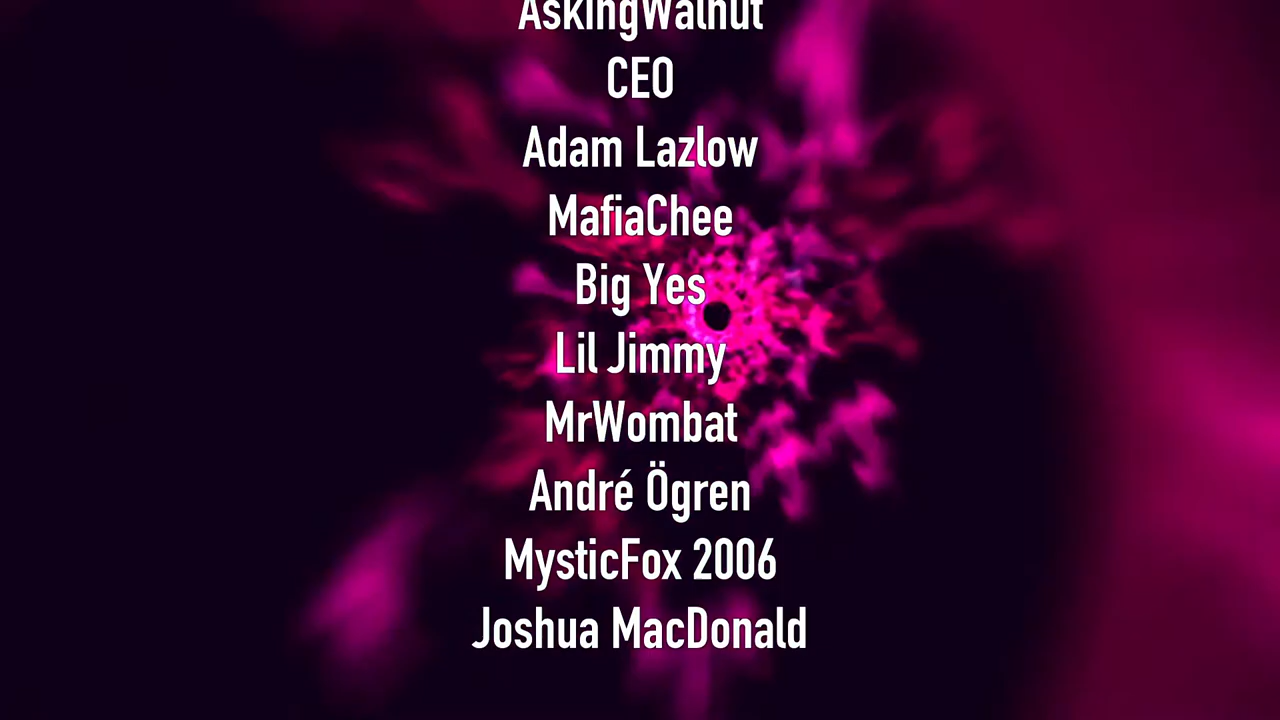 AskingWalnut
CEO
Adam Lazlow
MafiaChee
Big Yes
Lil Jimmy
MrWombat
André Ögren
MysticFox 2006
Joshua MacDonald